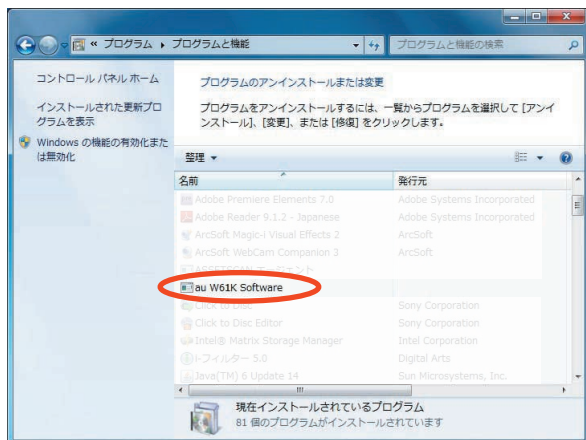 « プログラム ▶ プログラムと機能
プログラムと機能の検索
コントロール パネル ホーム
インストールされた更新プロ
グラムを表示
Windows の機能の有効化また
は無効化
プログラムのアンインストールまたは変更
プログラムをアンインストールするには、一覧からプログラムを選択して [アンイ
ンストール]、[変更]、または [修復] をクリックします。
整理 ▼
名前 発行元
Adobe Premiere Elements 7.0 Adobe Systems Incorporated
Adobe Reader 9.1.2 - Japanese Adobe Systems Incorporated
ArcSoft Magic-i Visual Effects 2 ArcSoft
ArcSoft WebCam Companion 3 ArcSoft
au W61K Software
Click to Disc Sony Corporation
Click to Disc Editor Sony Corporation
Intel® Matrix Storage Manager Intel Corporation
i-フィルター 5.0 Digital Arts
Java(TM) 6 Update 14 Sun Microsystems, Inc.
現在インストールされているプログラム
81 個のプログラムがインストールされています